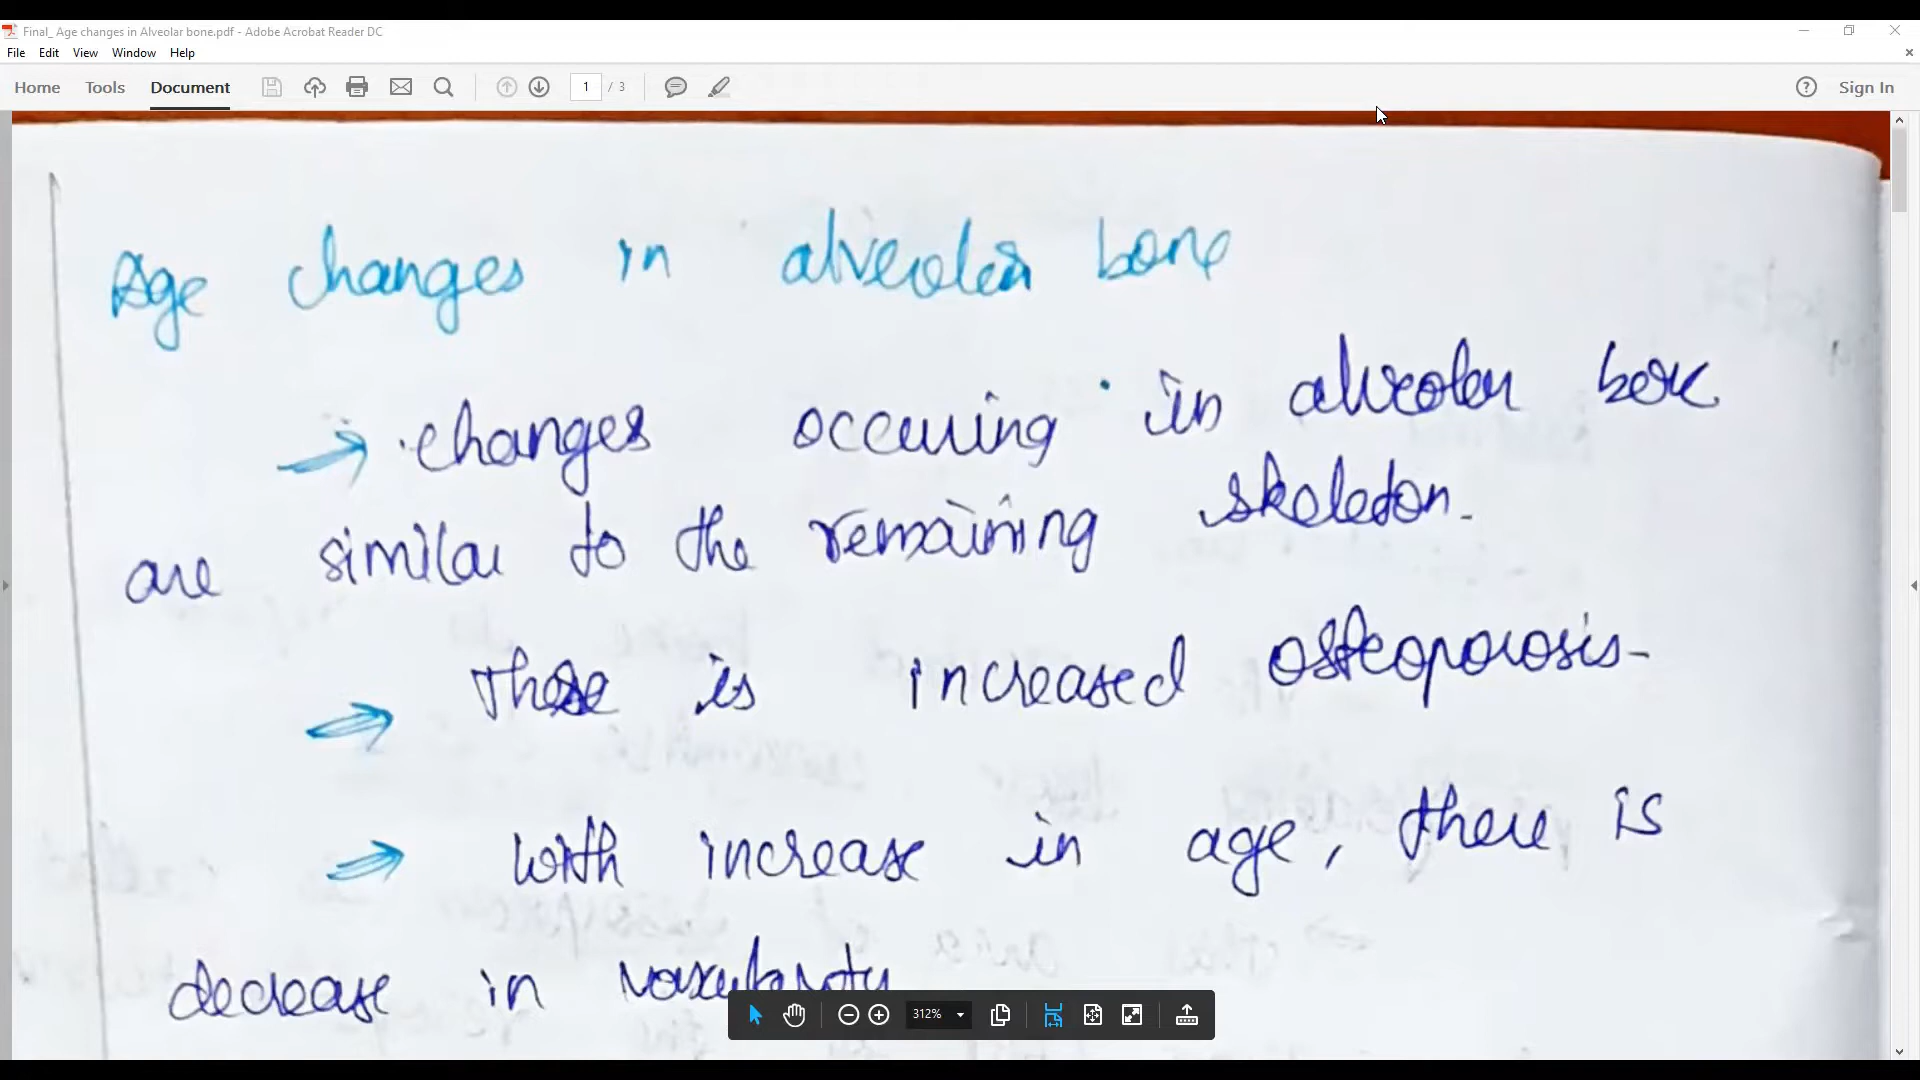 Final_ Age changes in Alveolar bone.pdf - Adobe Acrobat Reader DC
File Edit View Window Help
Home Tools Document 1 / 3 Sign In
Age changes in alveolar bone
→ changes occuring in alveolar bone
are similar to the remaining skeleton.
→ there is increased osteoporosis-
→ with increase in age, there is
decrease in vascularity
312%